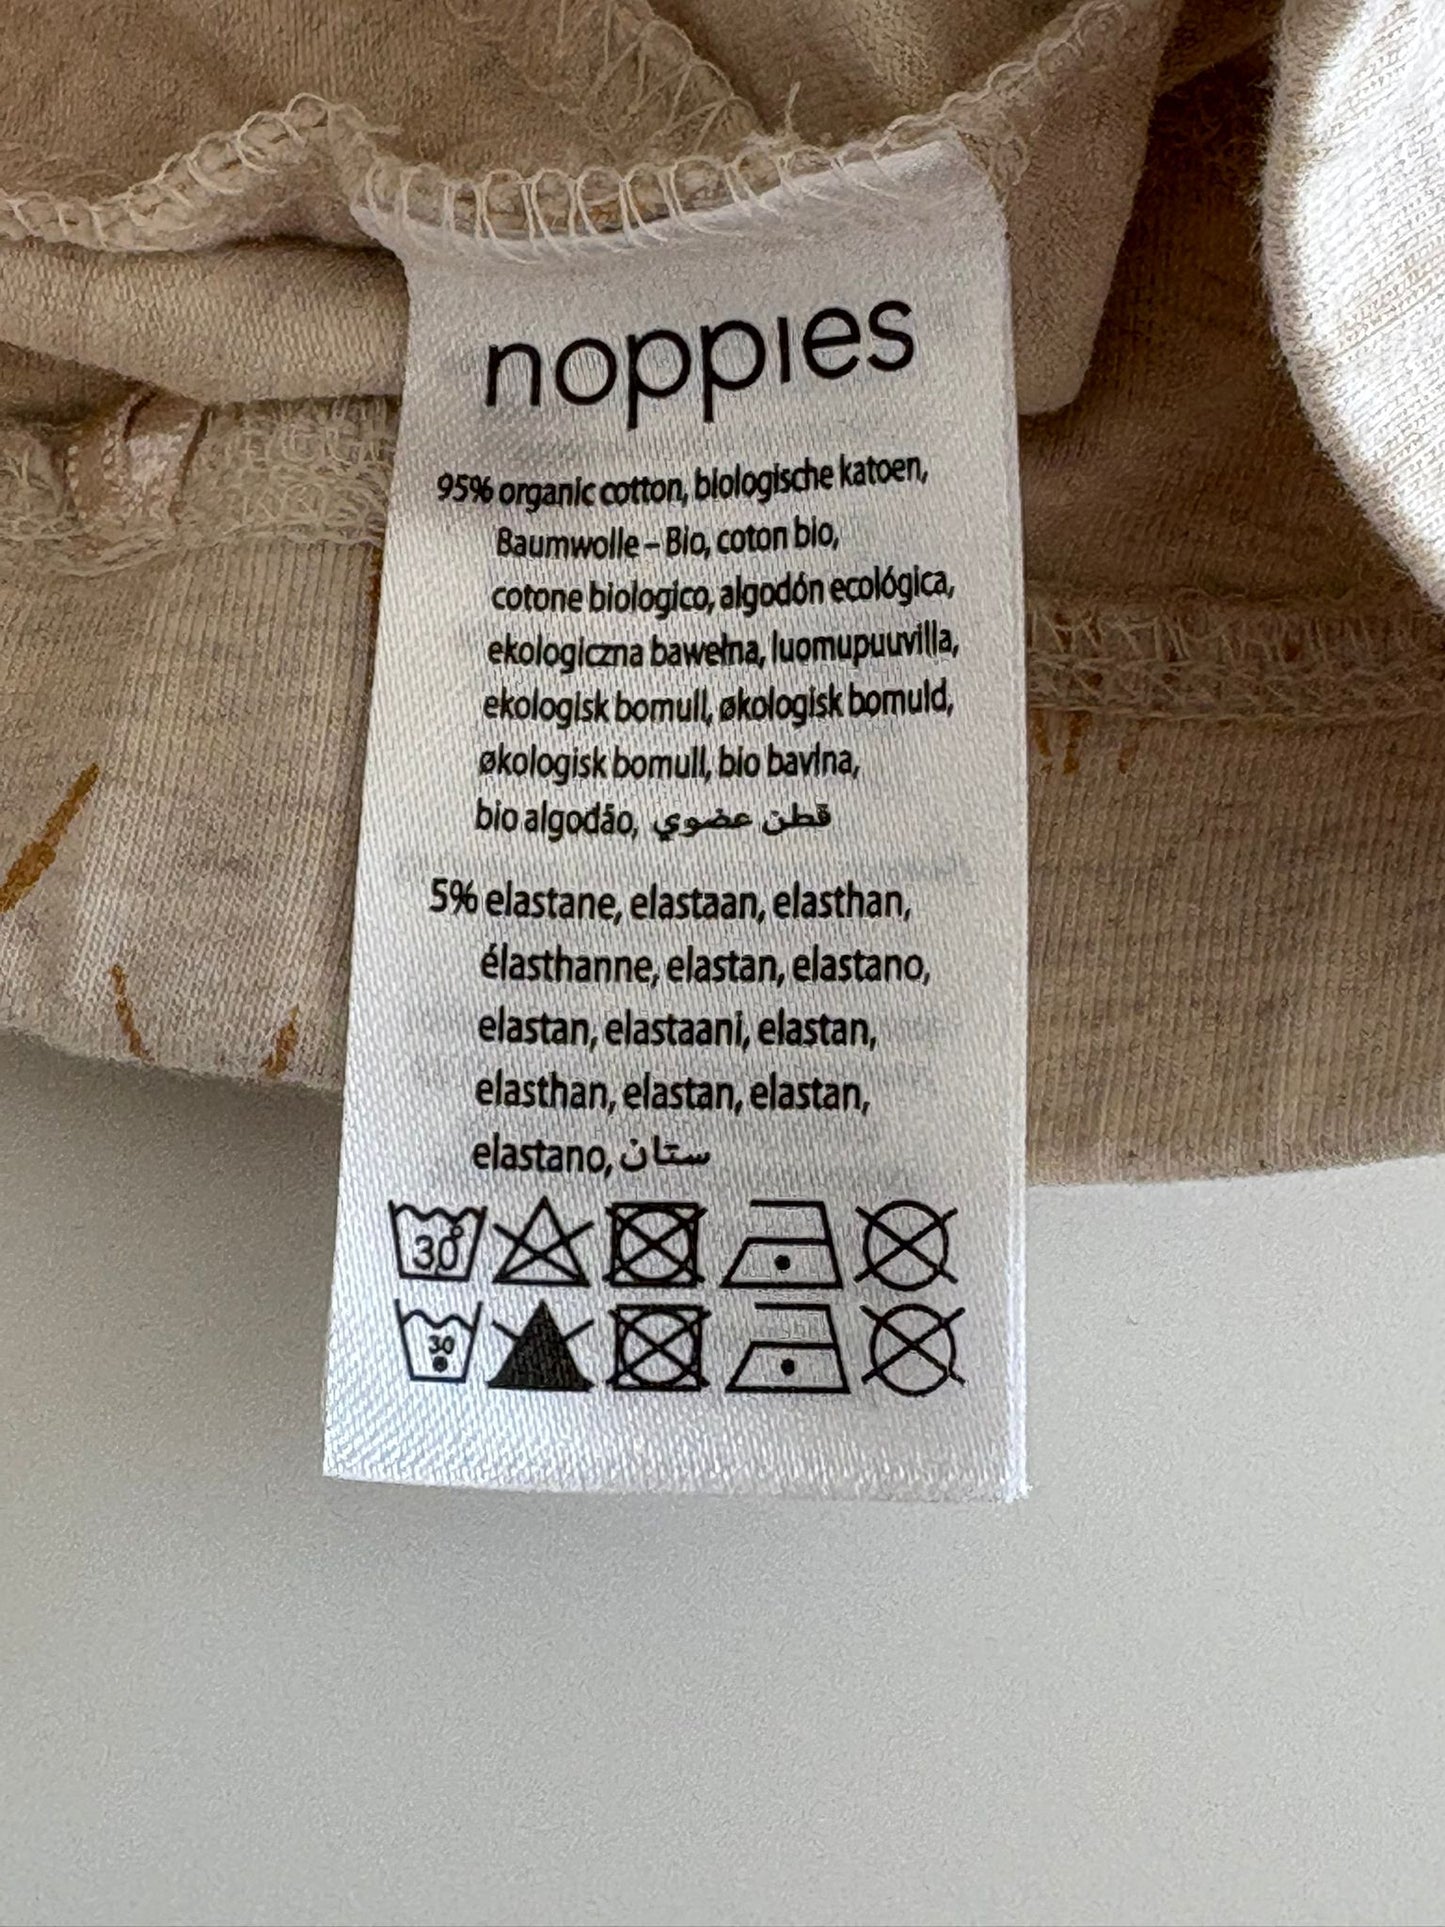 noppies
95% organic cotton, biologische katoen,
Baumwolle – Bio, coton bio,
cotone biologico, algodón ecológica,
ekologiczna bawełna, luomupuuvilla,
ekologisk bomull, økologisk bomuld,
økologisk bomull, bio bavlna,
bio algodão, قطن عضوي
5% elastane, elastaan, elasthan,
élasthanne, elastan, elastano,
elastan, elastaani, elastan,
elasthan, elastan, elastan,
elastano, ستان
30°
30